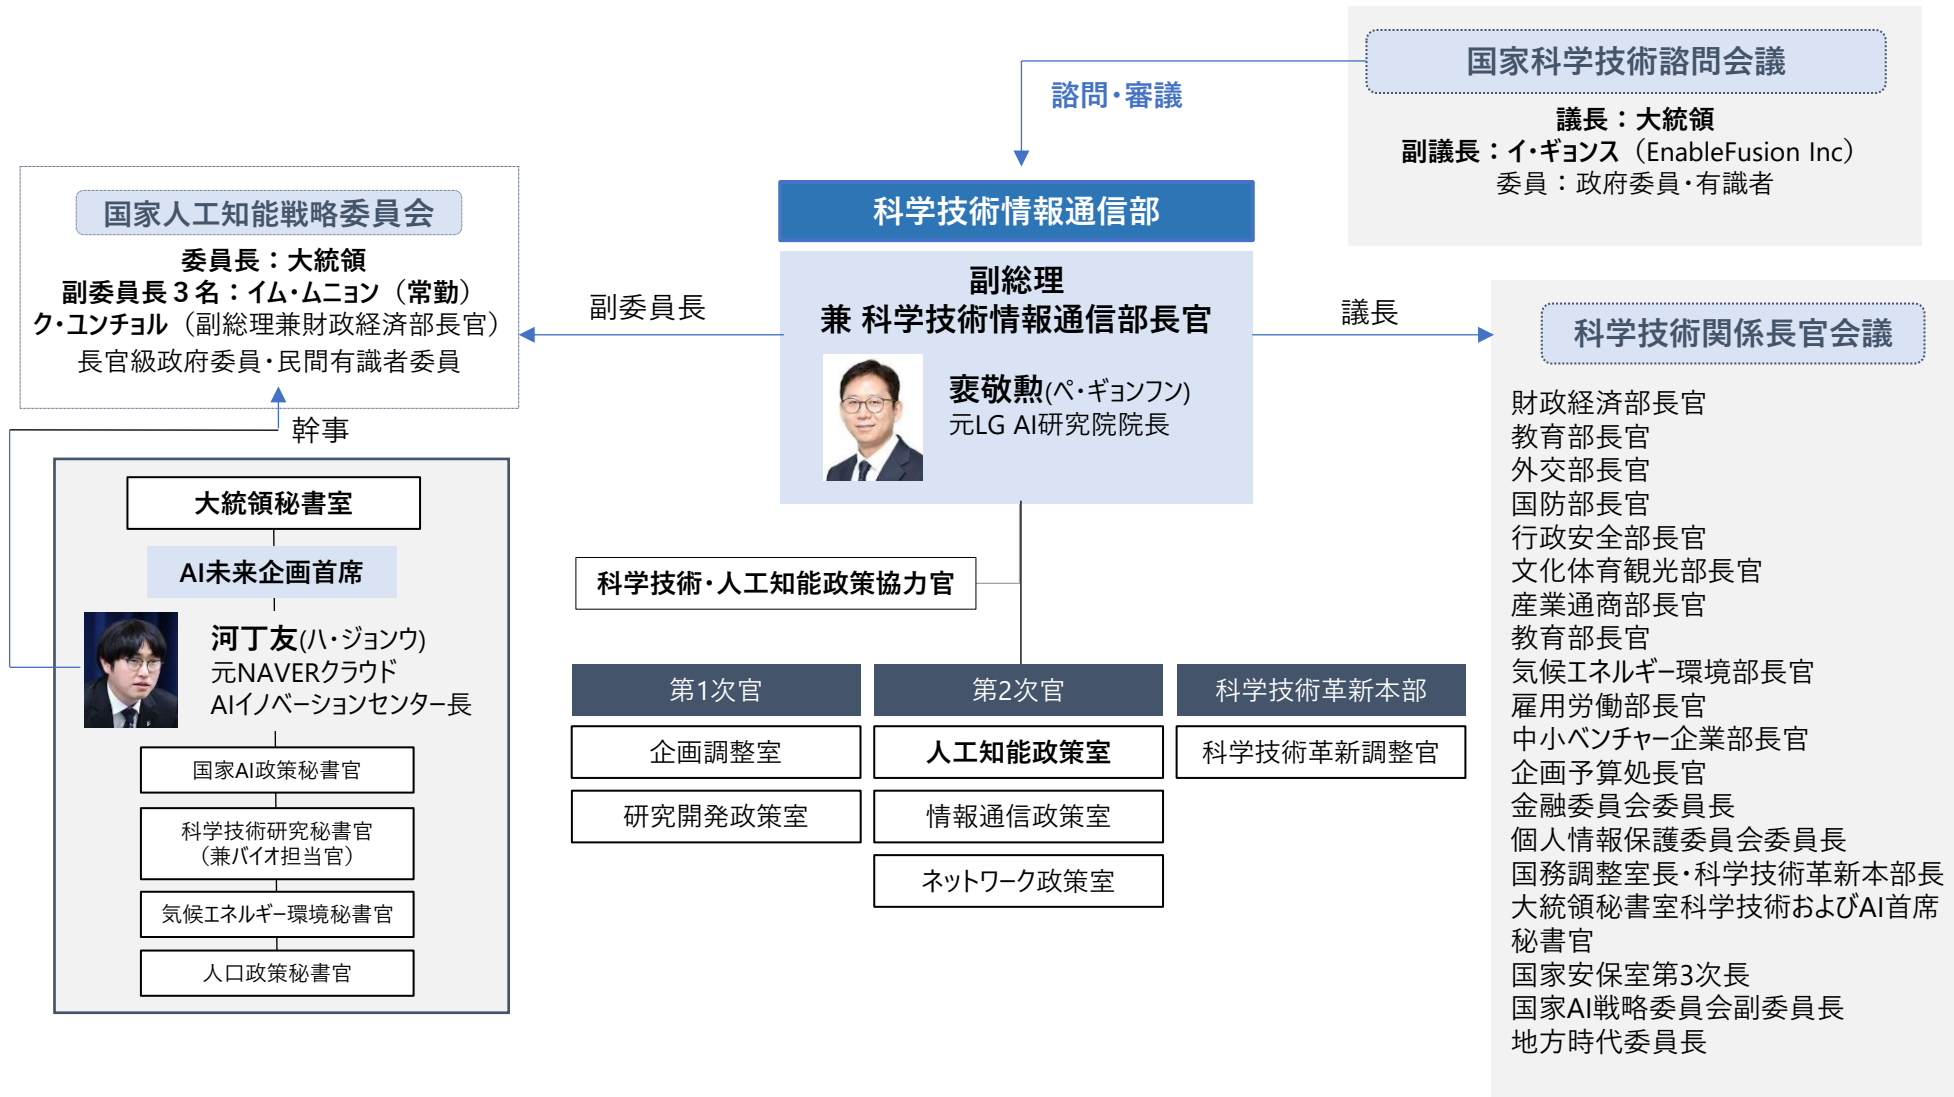 国家科学技術諮問会議
諮問・審議
議長：大統領
副議長：イ・ギョンス（EnableFusion Inc）
委員：政府委員・有識者
国家人工知能戦略委員会
委員長：大統領
副委員長３名：イム・ムニョン（常勤）
ク・ユンチョル（副総理兼財政経済部長官）
長官級政府委員・民間有識者委員
副委員長
科学技術情報通信部
副総理
兼 科学技術情報通信部長官
裵敬勲(ペ・ギョンフン)
元LG AI研究院院長
議長
科学技術関係長官会議
財政経済部長官
教育部長官
外交部長官
国防部長官
行政安全部長官
文化体育観光部長官
産業通商部長官
教育部長官
気候エネルギー環境部長官
雇用労働部長官
中小ベンチャー企業部長官
企画予算処長官
金融委員会委員長
個人情報保護委員会委員長
国務調整室長・科学技術革新本部長
大統領秘書室科学技術およびAI首席
秘書官
国家安保室第3次長
国家AI戦略委員会副委員長
地方時代委員長
幹事
大統領秘書室
AI未来企画首席
河丁友(ハ・ジョンウ)
元NAVERクラウド
AIイノベーションセンター長
国家AI政策秘書官
科学技術研究秘書官
（兼バイオ担当官）
気候エネルギー環境秘書官
人口政策秘書官
科学技術・人工知能政策協力官
第1次官
企画調整室
研究開発政策室
第2次官
人工知能政策室
情報通信政策室
ネットワーク政策室
科学技術革新本部
科学技術革新調整官